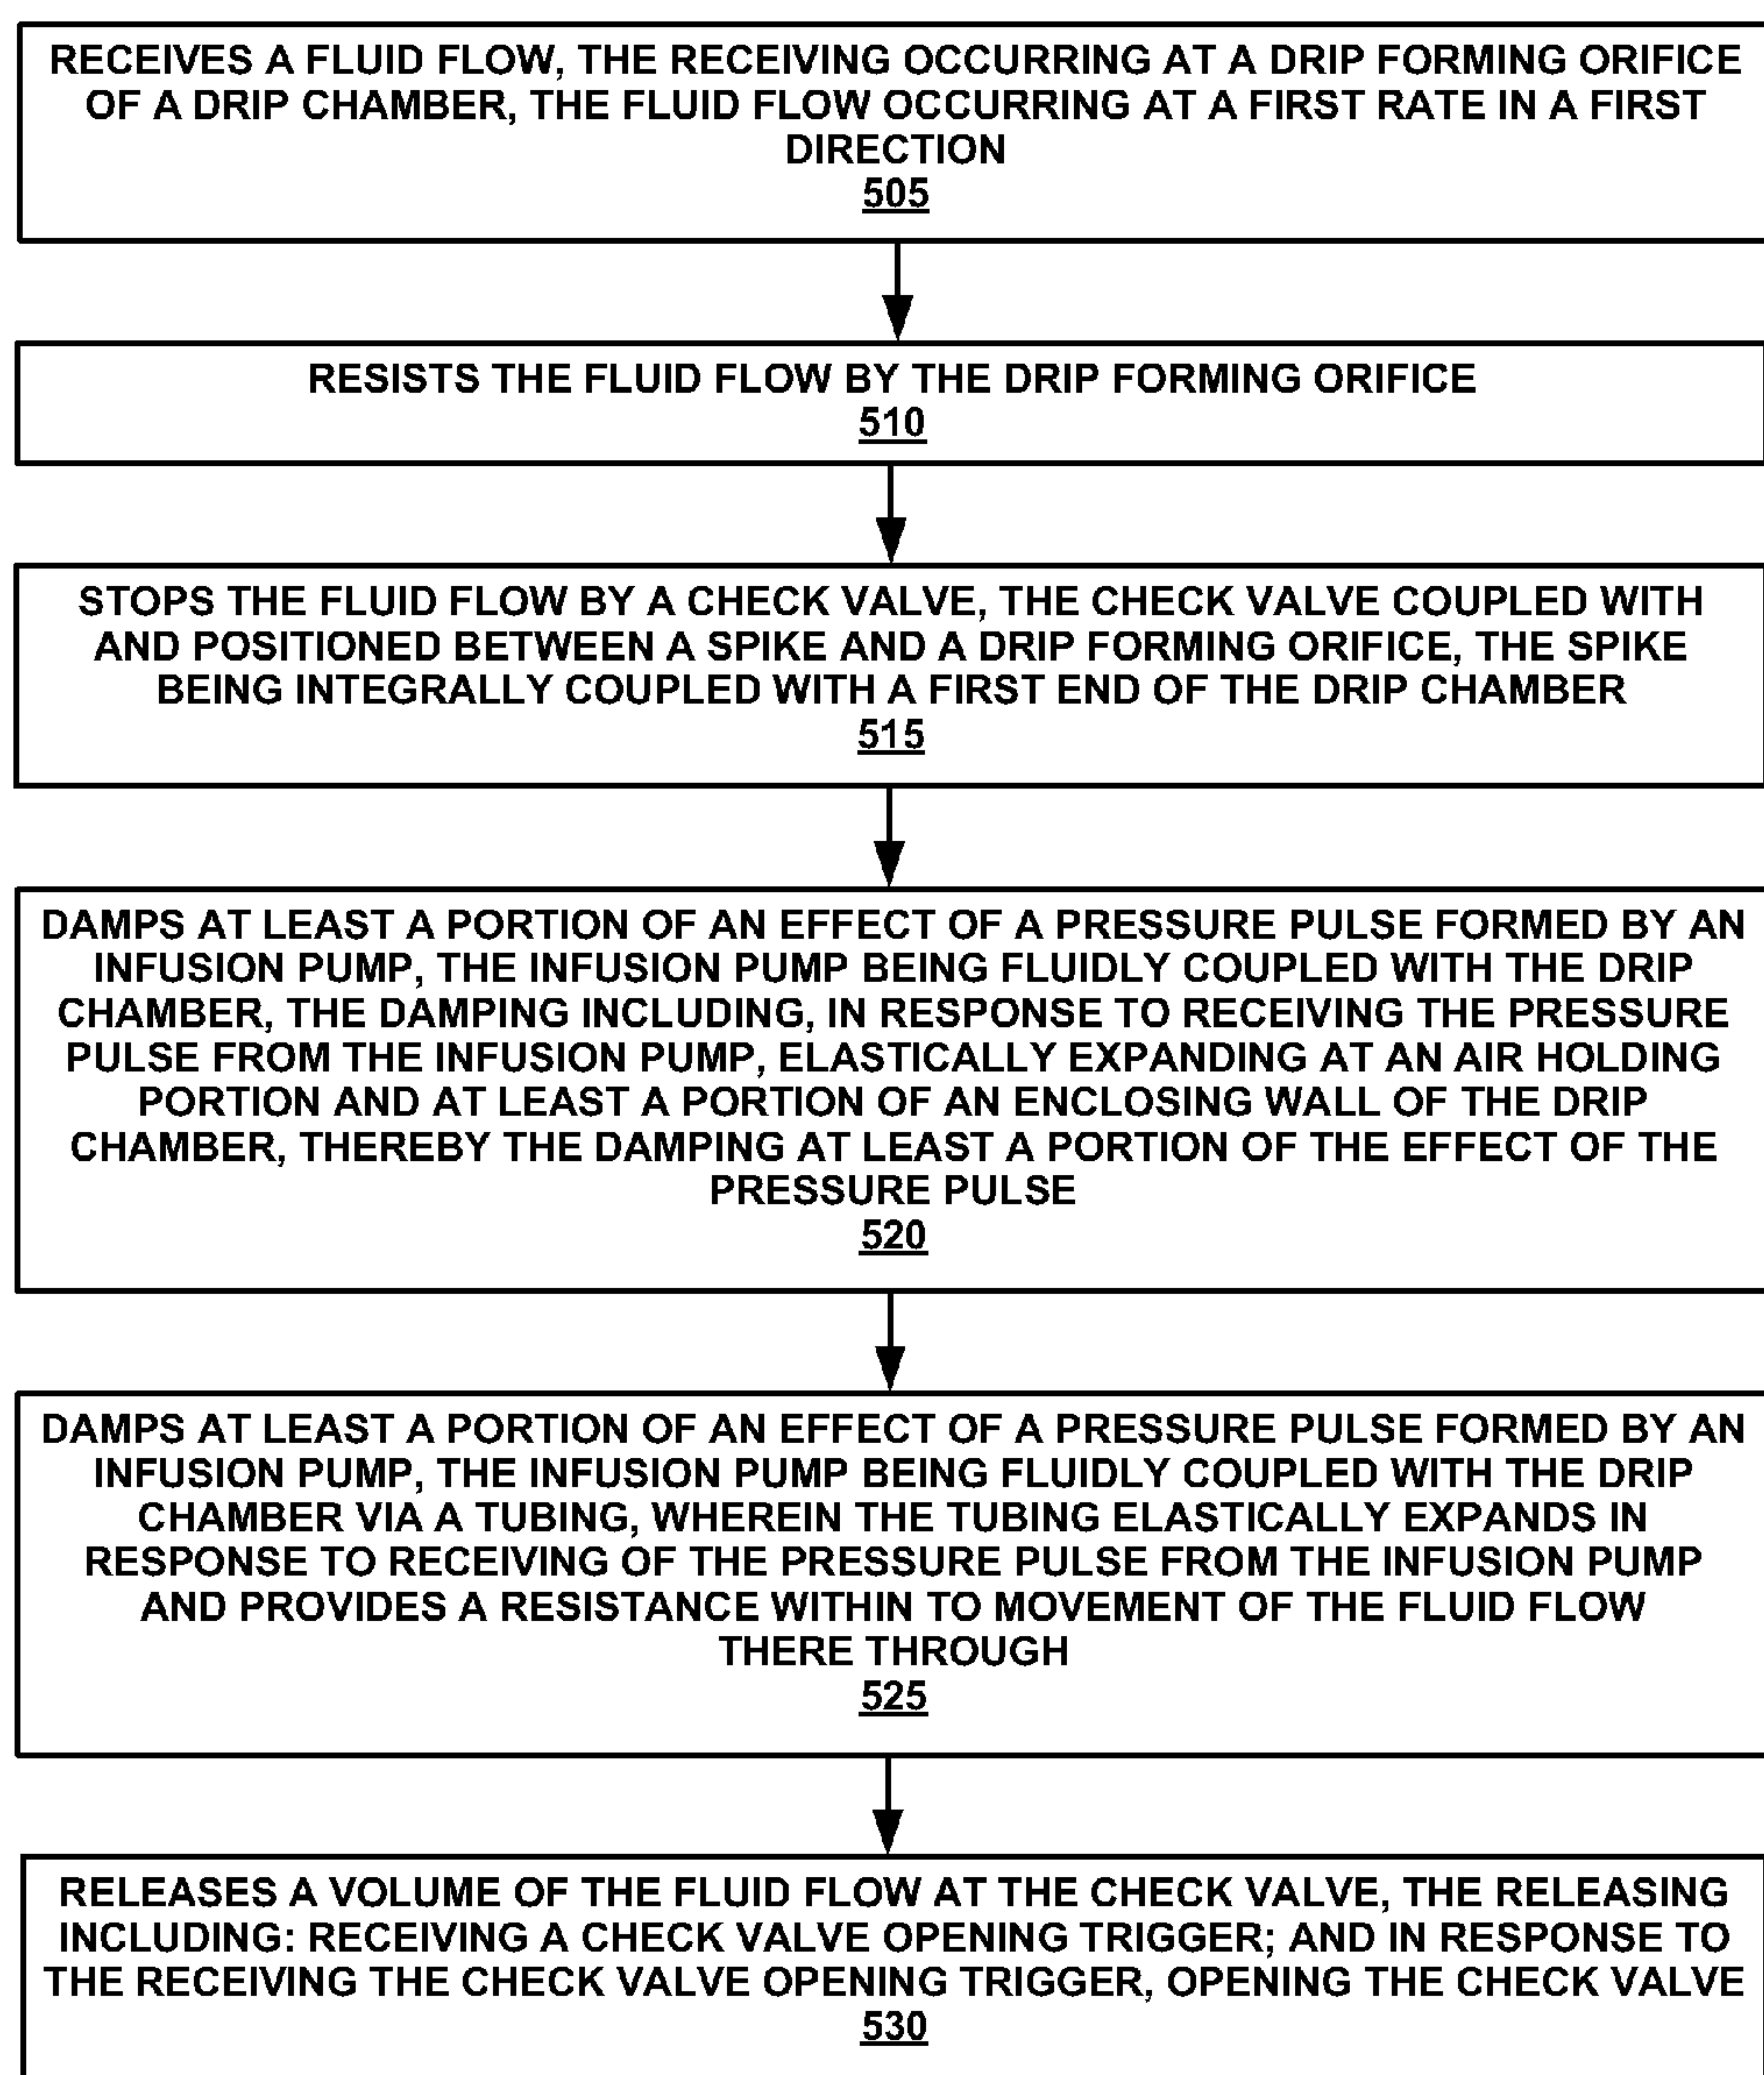 RECEIVES A FLUID FLOW, THE RECEIVING OCCURRING AT A DRIP FORMING ORIFICE
OF A DRIP CHAMBER, THE FLUID FLOW OCCURRING AT A FIRST RATE IN A FIRST
DIRECTION
505
RESISTS THE FLUID FLOW BY THE DRIP FORMING ORIFICE
510
STOPS THE FLUID FLOW BY A CHECK VALVE, THE CHECK VALVE COUPLED WITH
AND POSITIONED BETWEEN A SPIKE AND A DRIP FORMING ORIFICE, THE SPIKE
BEING INTEGRALLY COUPLED WITH A FIRST END OF THE DRIP CHAMBER
515
DAMPS AT LEAST A PORTION OF AN EFFECT OF A PRESSURE PULSE FORMED BY AN
INFUSION PUMP, THE INFUSION PUMP BEING FLUIDLY COUPLED WITH THE DRIP
CHAMBER, THE DAMPING INCLUDING, IN RESPONSE TO RECEIVING THE PRESSURE
PULSE FROM THE INFUSION PUMP, ELASTICALLY EXPANDING AT AN AIR HOLDING
PORTION AND AT LEAST A PORTION OF AN ENCLOSING WALL OF THE DRIP
CHAMBER, THEREBY THE DAMPING AT LEAST A PORTION OF THE EFFECT OF THE
PRESSURE PULSE
520
DAMPS AT LEAST A PORTION OF AN EFFECT OF A PRESSURE PULSE FORMED BY AN
INFUSION PUMP, THE INFUSION PUMP BEING FLUIDLY COUPLED WITH THE DRIP
CHAMBER VIA A TUBING, WHEREIN THE TUBING ELASTICALLY EXPANDS IN
RESPONSE TO RECEIVING OF THE PRESSURE PULSE FROM THE INFUSION PUMP
AND PROVIDES A RESISTANCE WITHIN TO MOVEMENT OF THE FLUID FLOW
THERE THROUGH
525
RELEASES A VOLUME OF THE FLUID FLOW AT THE CHECK VALVE, THE RELEASING
INCLUDING: RECEIVING A CHECK VALVE OPENING TRIGGER; AND IN RESPONSE TO
THE RECEIVING THE CHECK VALVE OPENING TRIGGER, OPENING THE CHECK VALVE
530